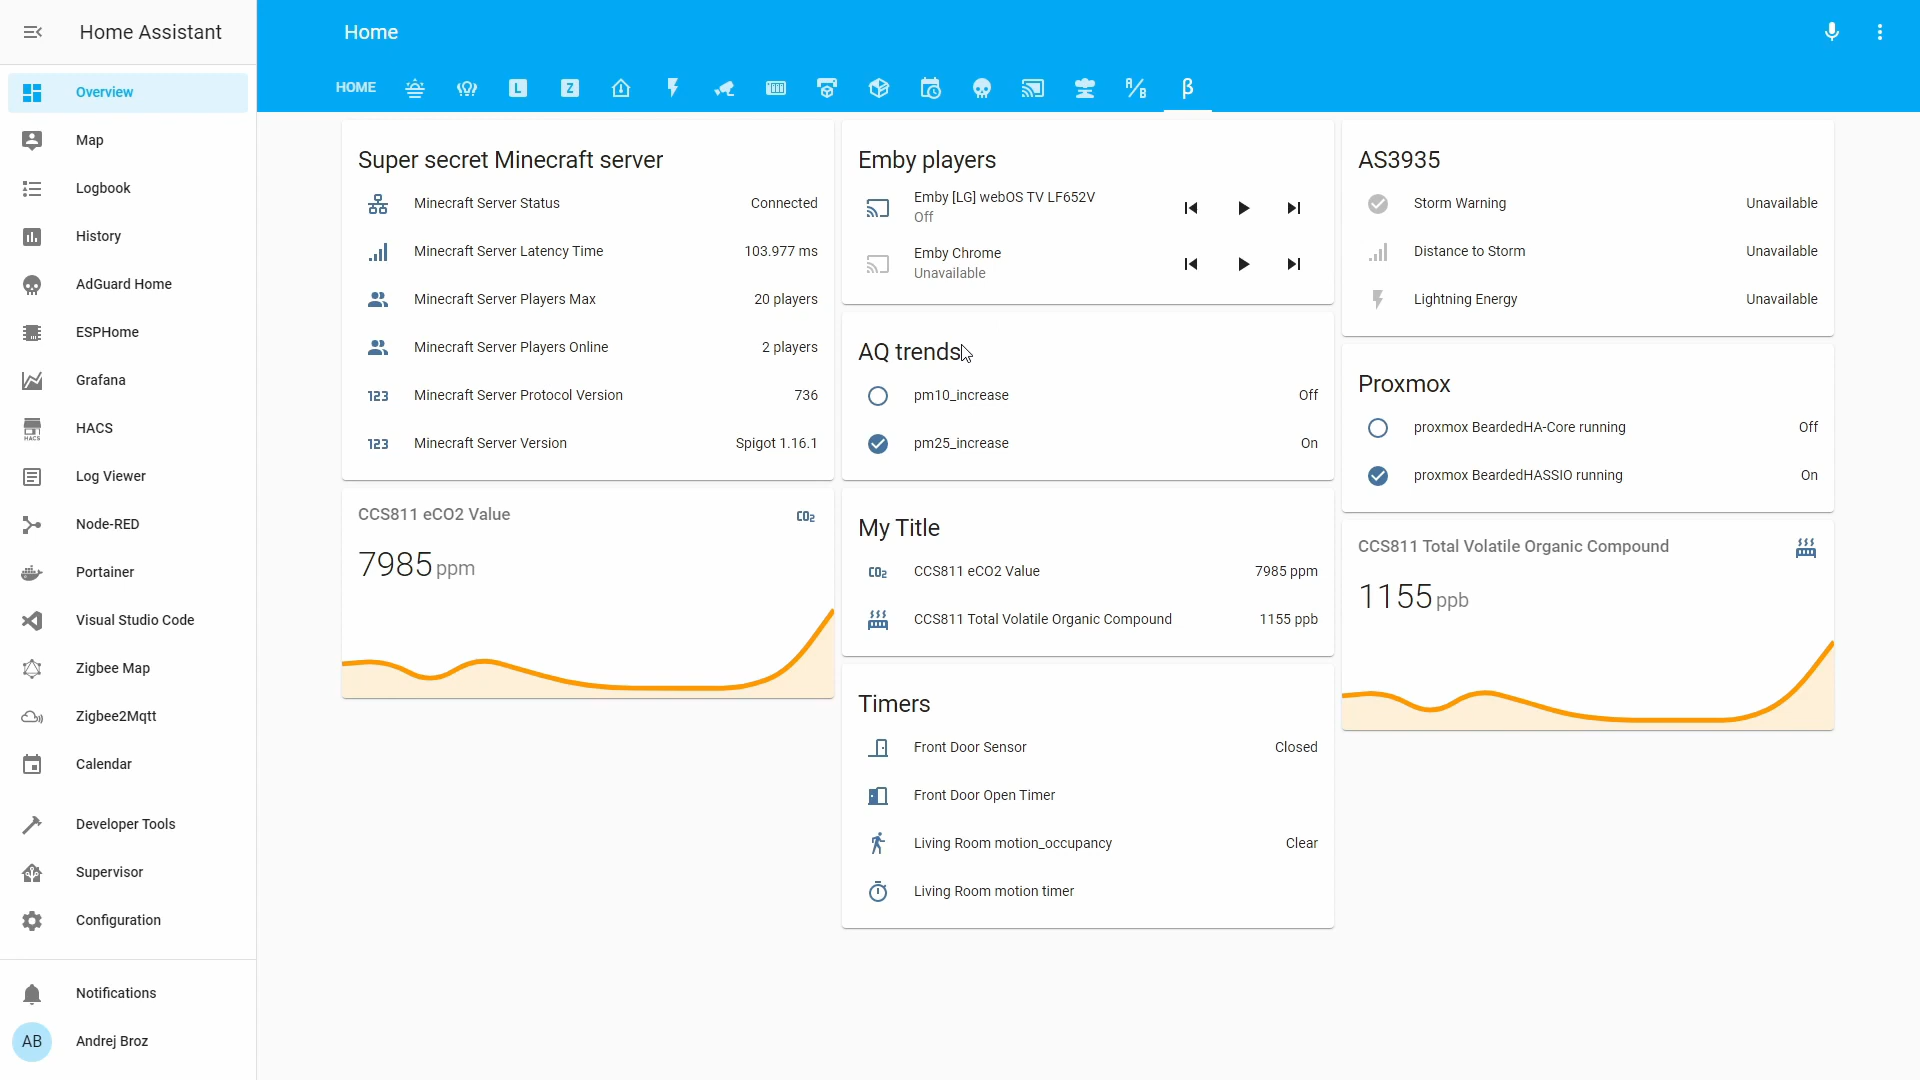 Home Assistant
Overview
Map
Logbook
History
AdGuard Home
ESPHome
Grafana
HACS
HACS
Log Viewer
Node-RED
Portainer
Visual Studio Code
Zigbee Map
Zigbee2Mqtt
Calendar
Developer Tools
Supervisor
Configuration
Notifications
AB
Andrej Broz
Home
HOME
L
Z
A/B
β
Super secret Minecraft server
Minecraft Server Status Connected
Minecraft Server Latency Time 103.977 ms
Minecraft Server Players Max 20 players
Minecraft Server Players Online 2 players
123 Minecraft Server Protocol Version 736
123 Minecraft Server Version Spigot 1.16.1
CCS811 eCO2 Value CO₂
7985 ppm
Emby players
Emby [LG] webOS TV LF652V
Off
Emby Chrome
Unavailable
AQ trends
pm10_increase Off
pm25_increase On
My Title
CO₂ CCS811 eCO2 Value 7985 ppm
CCS811 Total Volatile Organic Compound 1155 ppb
Timers
Front Door Sensor Closed
Front Door Open Timer
Living Room motion_occupancy Clear
Living Room motion timer
AS3935
Storm Warning Unavailable
Distance to Storm Unavailable
Lightning Energy Unavailable
Proxmox
proxmox BeardedHA-Core running Off
proxmox BeardedHASSIO running On
CCS811 Total Volatile Organic Compound
1155 ppb